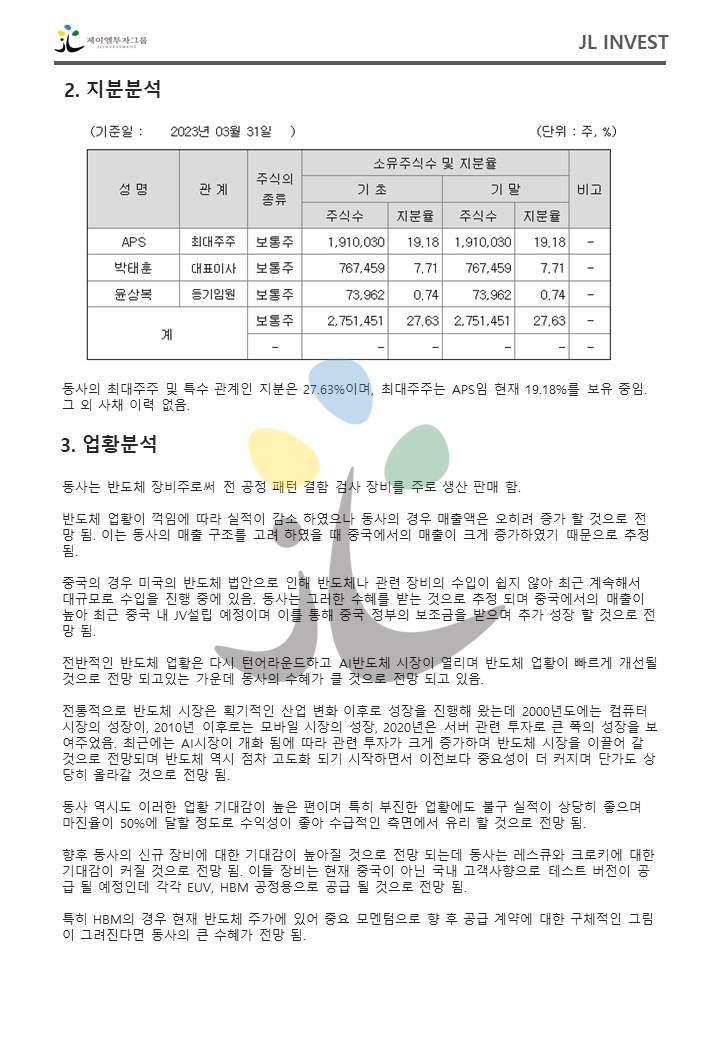 제이엘투자그룹
JLINVESTMENT
JL INVEST
2. 지분분석
(기준일 : 2023년 03월 31일 )
(단위 : 주, %)
성 명 관 계 주식의 종류 소유주식수 및 지분율 비고
기 초 기 말
주식수 지분율 주식수 지분율
APS 최대주주 보통주 1,910,030 19.18 1,910,030 19.18 -
박태훈 대표이사 보통주 767,459 7.71 767,459 7.71 -
윤상복 등기임원 보통주 73,962 0.74 73,962 0.74 -
계 보통주 2,751,451 27.63 2,751,451 27.63 -
- - - - - -
동사의 최대주주 및 특수 관계인 지분은 27.63%이며, 최대주주는 APS임 현재 19.18%를 보유 중임.
그 외 사채 이력 없음.
3. 업황분석
동사는 반도체 장비주로써 전 공정 패턴 결함 검사 장비를 주로 생산 판매 함.
반도체 업황이 꺽임에 따라 실적이 감소 하였으나 동사의 경우 매출액은 오히려 증가 할 것으로 전
망 됨. 이는 동사의 매출 구조를 고려 하였을 때 중국에서의 매출이 크게 증가하였기 때문으로 추정
됨.
중국의 경우 미국의 반도체 법안으로 인해 반도체나 관련 장비의 수입이 쉽지 않아 최근 계속해서
대규모로 수입을 진행 중에 있음. 동사는 그러한 수혜를 받는 것으로 추정 되며 중국에서의 매출이
높아 최근 중국 내 JV설립 예정이며 이를 통해 중국 정부의 보조금을 받으며 추가 성장 할 것으로 전
망 됨.
전반적인 반도체 업황은 다시 턴어라운드하고 AI반도체 시장이 열리며 반도체 업황이 빠르게 개선될
것으로 전망 되고있는 가운데 동사의 수혜가 클 것으로 전망 되고 있음.
전통적으로 반도체 시장은 획기적인 산업 변화 이후로 성장을 진행해 왔는데 2000년도에는 컴퓨터
시장의 성장이, 2010년 이후로는 모바일 시장의 성장, 2020년은 서버 관련 투자로 큰 폭의 성장을 보
여주었음. 최근에는 AI시장이 개화 됨에 따라 관련 투자가 크게 증가하며 반도체 시장을 이끌어 갈
것으로 전망되며 반도체 역시 점차 고도화 되기 시작하면서 이전보다 중요성이 더 커지며 단가도 상
당히 올라갈 것으로 전망 됨.
동사 역시도 이러한 업황 기대감이 높은 편이며 특히 부진한 업황에도 불구 실적이 상당히 좋으며
마진율이 50%에 달할 정도로 수익성이 좋아 수급적인 측면에서 유리 할 것으로 전망 됨.
향후 동사의 신규 장비에 대한 기대감이 높아질 것으로 전망 되는데 동사는 레스큐와 크로키에 대한
기대감이 커질 것으로 전망 됨. 이들 장비는 현재 중국이 아닌 국내 고객사향으로 테스트 버전이 공
급 될 예정인데 각각 EUV, HBM 공정용으로 공급 될 것으로 전망 됨.
특히 HBM의 경우 현재 반도체 주가에 있어 중요 모멘텀으로 향 후 공급 계약에 대한 구체적인 그림
이 그려진다면 동사의 큰 수혜가 전망 됨.